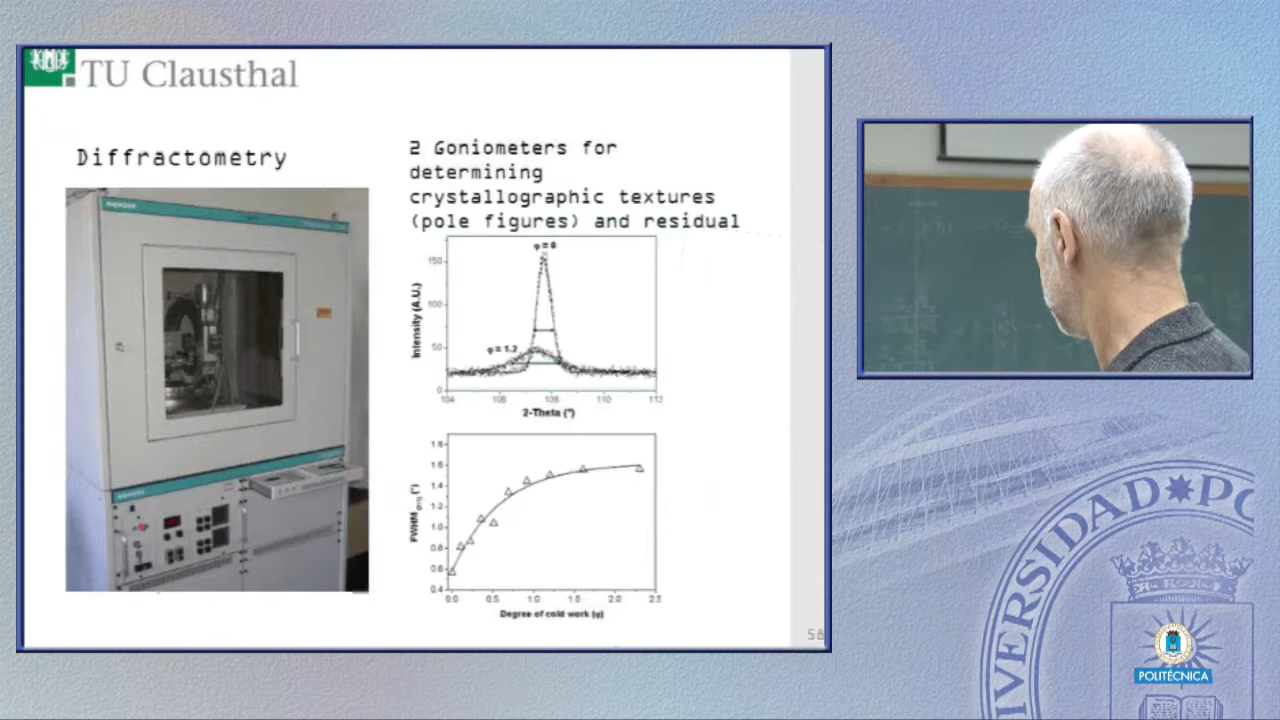 TU Clausthal
Diffractometry
2 Goniometers for
determining
crystallographic textures
(pole figures) and residual
SIEMENS
φ = 0
φ = 1.2
Intensity (A.U.)
150
100
50
0
104
106
108
110
112
2-Theta (°)
1.8
1.6
1.4
1.2
1.0
0.8
0.6
0.4
FWHM
0.0
0.5
1.0
1.5
2.0
2.5
Degree of cold work (φ)
58
UNIVERSIDAD PO
POLITÉCNICA